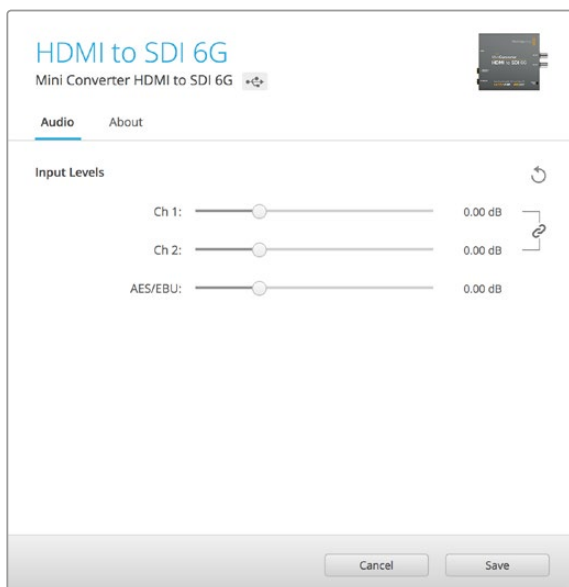 HDMI to SDI 6G
Mini Converter HDMI to SDI 6G
Audio About
Input Levels
Ch 1: 0.00 dB
Ch 2: 0.00 dB
AES/EBU: 0.00 dB
Cancel Save